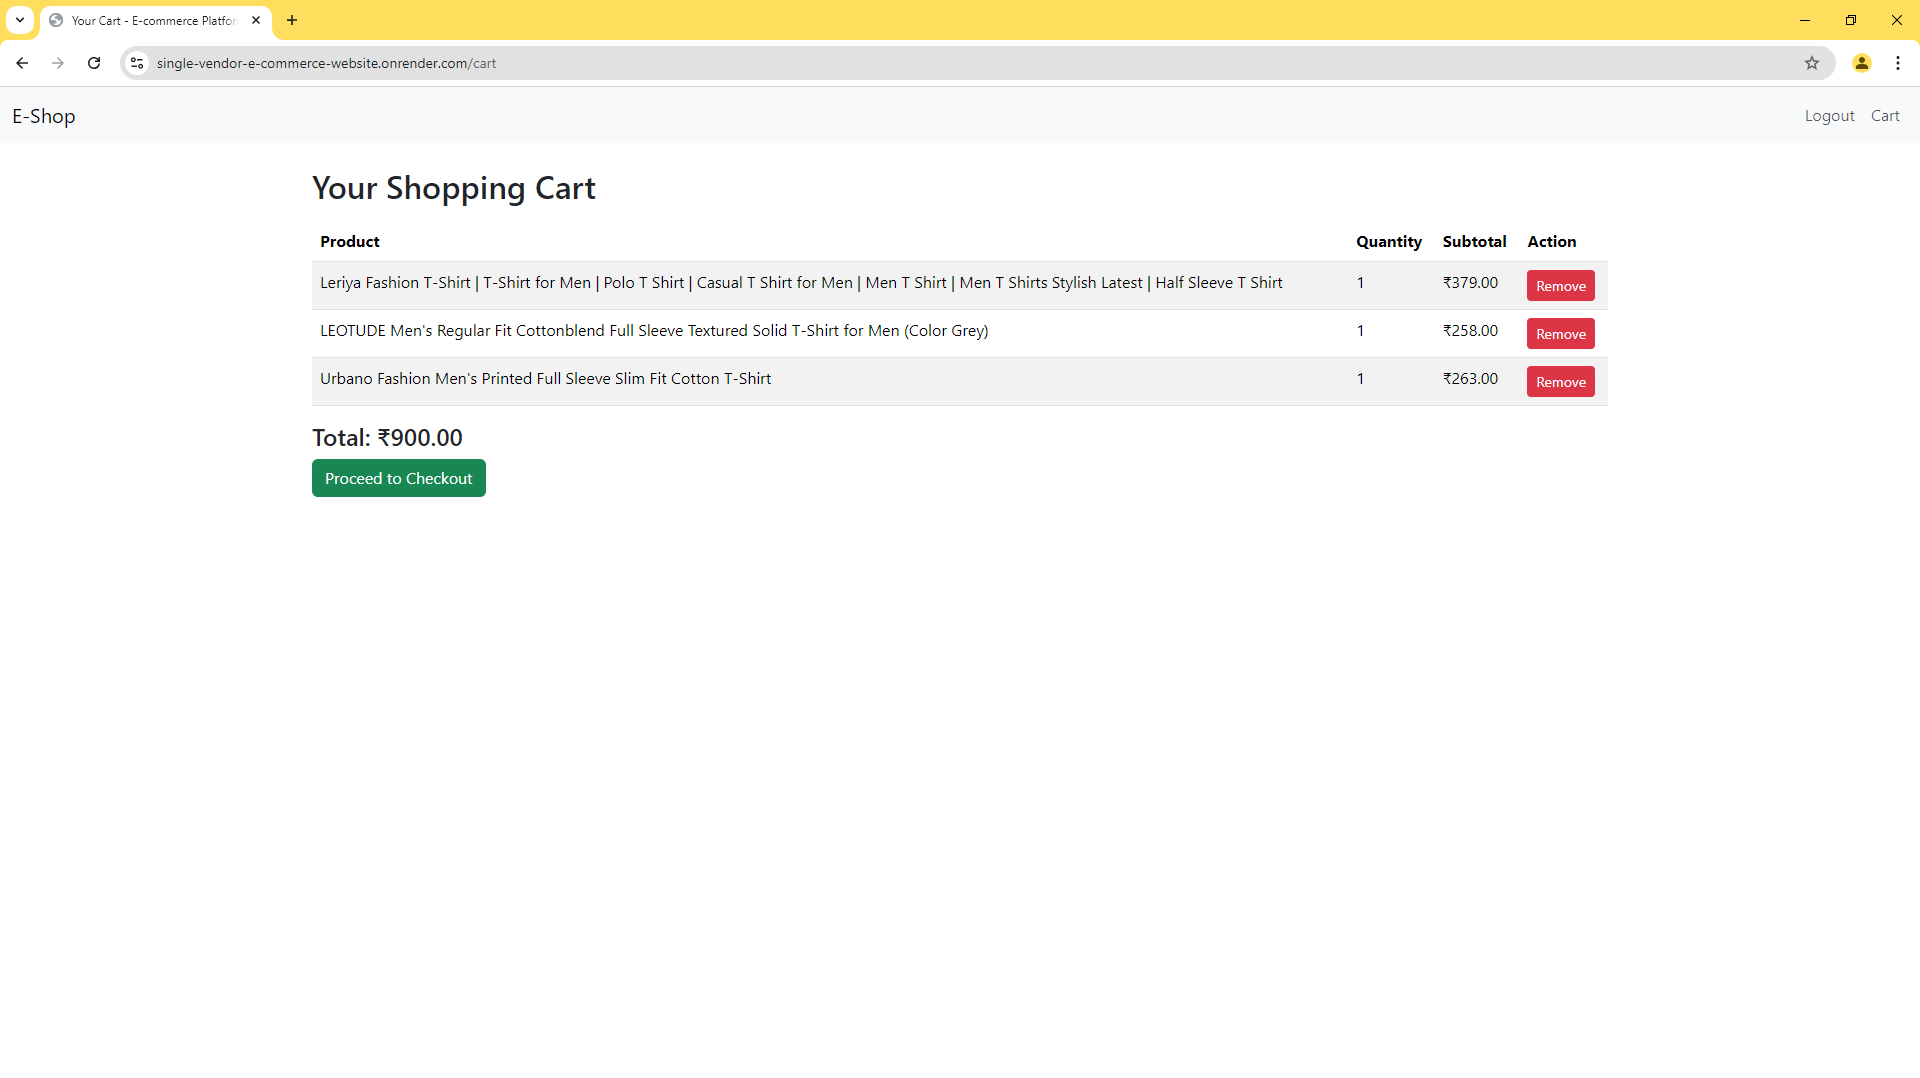 Your Cart - E-commerce Platfor
single-vendor-e-commerce-website.onrender.com/cart
E-Shop
Logout Cart
Your Shopping Cart
Product Quantity Subtotal Action
Leriya Fashion T-Shirt | T-Shirt for Men | Polo T Shirt | Casual T Shirt for Men | Men T Shirt | Men T Shirts Stylish Latest | Half Sleeve T Shirt 1 ₹379.00 Remove
LEOTUDE Men's Regular Fit Cottonblend Full Sleeve Textured Solid T-Shirt for Men (Color Grey) 1 ₹258.00 Remove
Urbano Fashion Men's Printed Full Sleeve Slim Fit Cotton T-Shirt 1 ₹263.00 Remove
Total: ₹900.00
Proceed to Checkout